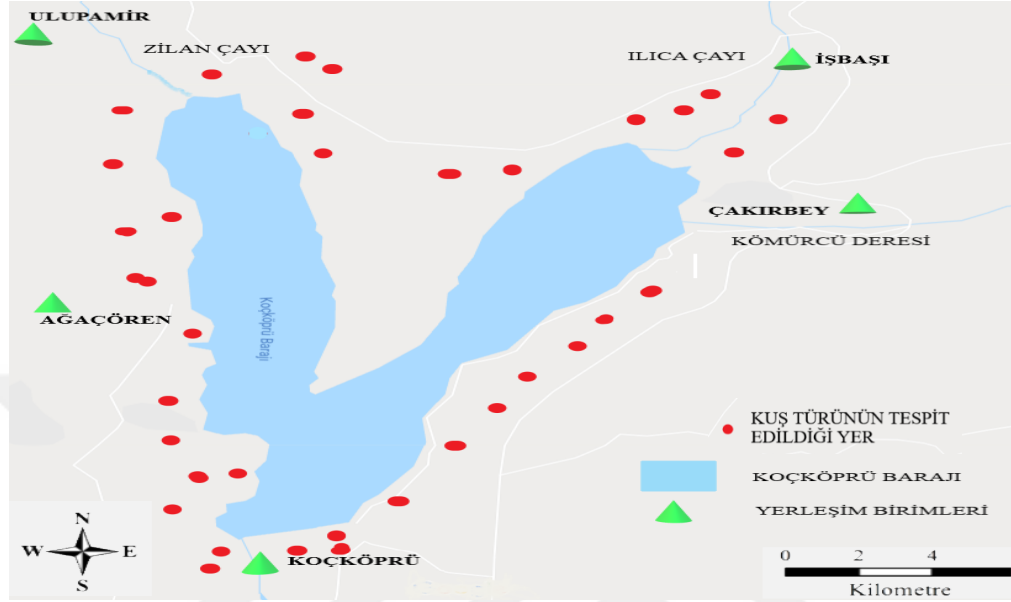 ULUPAMİR
ZİLAN ÇAYI
ILICA ÇAYI
İŞBAŞI
ÇAKIRBEY
KÖMÜRCÜ DERESİ
Koçköprü Barajı
AĞAÇÖREN
KUŞ TÜRÜNÜN TESPİT
EDİLDİĞİ YER
KOÇKÖPRÜ BARAJI
YERLEŞİM BİRİMLERİ
N
W E
S
KOÇKÖPRÜ
0 2 4
Kilometre